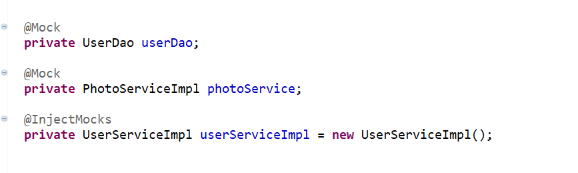 @Mock
private UserDao userDao;
@Mock
private PhotoServiceImpl photoService;
@InjectMocks
private UserServiceImpl userServiceImpl = new UserServiceImpl();